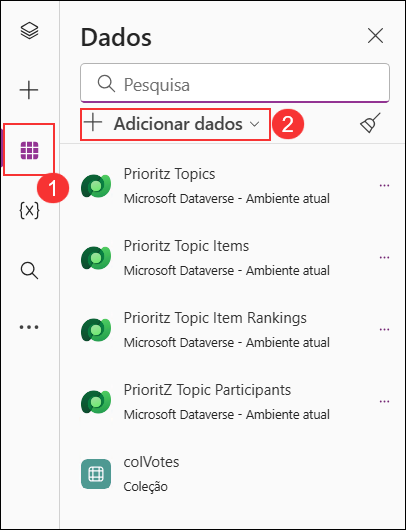 Dados
Pesquisa
Adicionar dados
2
1
{x}
Prioritz Topics
Microsoft Dataverse - Ambiente atual
Prioritz Topic Items
Microsoft Dataverse - Ambiente atual
Prioritz Topic Item Rankings
Microsoft Dataverse - Ambiente atual
PrioritZ Topic Participants
Microsoft Dataverse - Ambiente atual
colVotes
Coleção